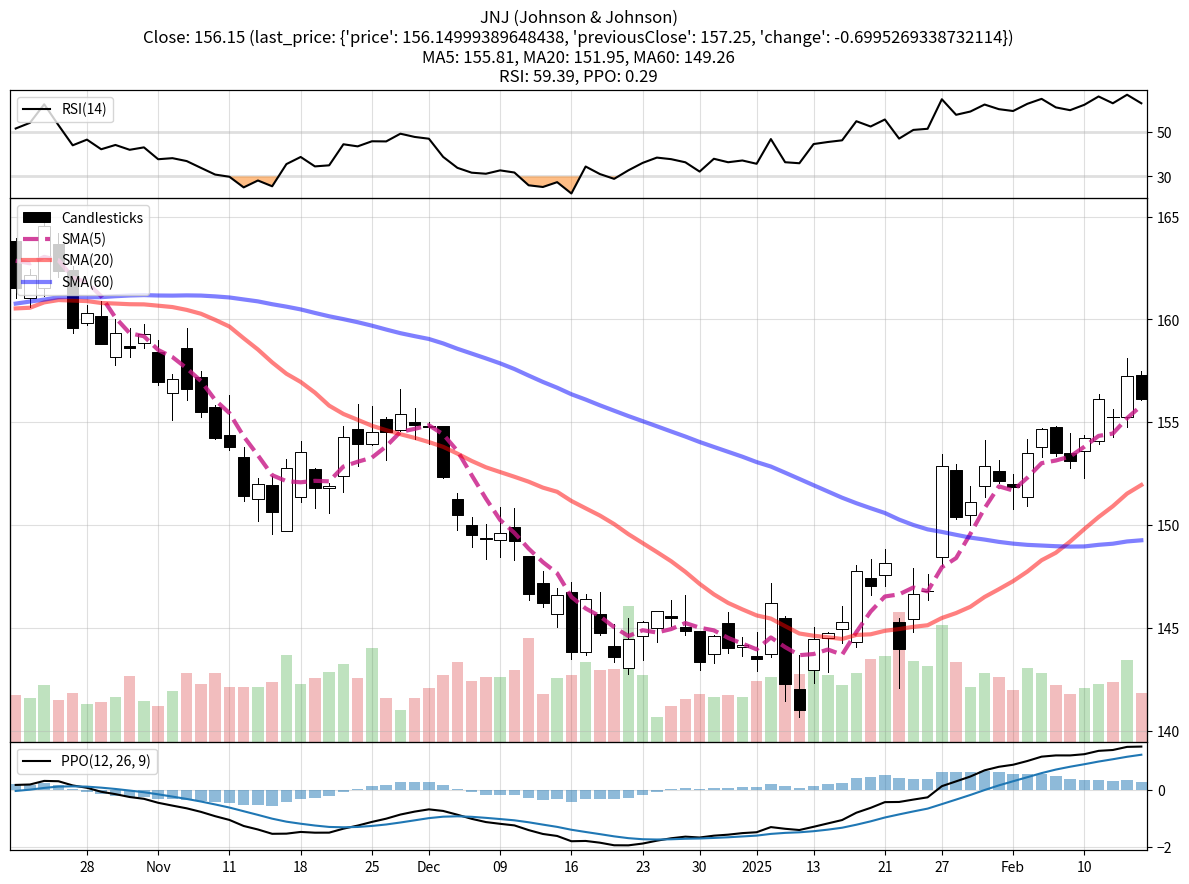 JNJ (Johnson & Johnson)
Close: 156.15 (last_price: {'price': 156.14999389648438, 'previousClose': 157.25, 'change': -0.6995269338732114})
MA5: 155.81, MA20: 151.95, MA60: 149.26
RSI: 59.39, PPO: 0.29
RSI(14)
50
30
Candlesticks
SMA(5)
SMA(20)
SMA(60)
165
160
155
150
145
140
PPO(12, 26, 9)
0
−2
28 Nov 11 18 25 Dec 09 16 23 30 2025 13 21 27 Feb 10